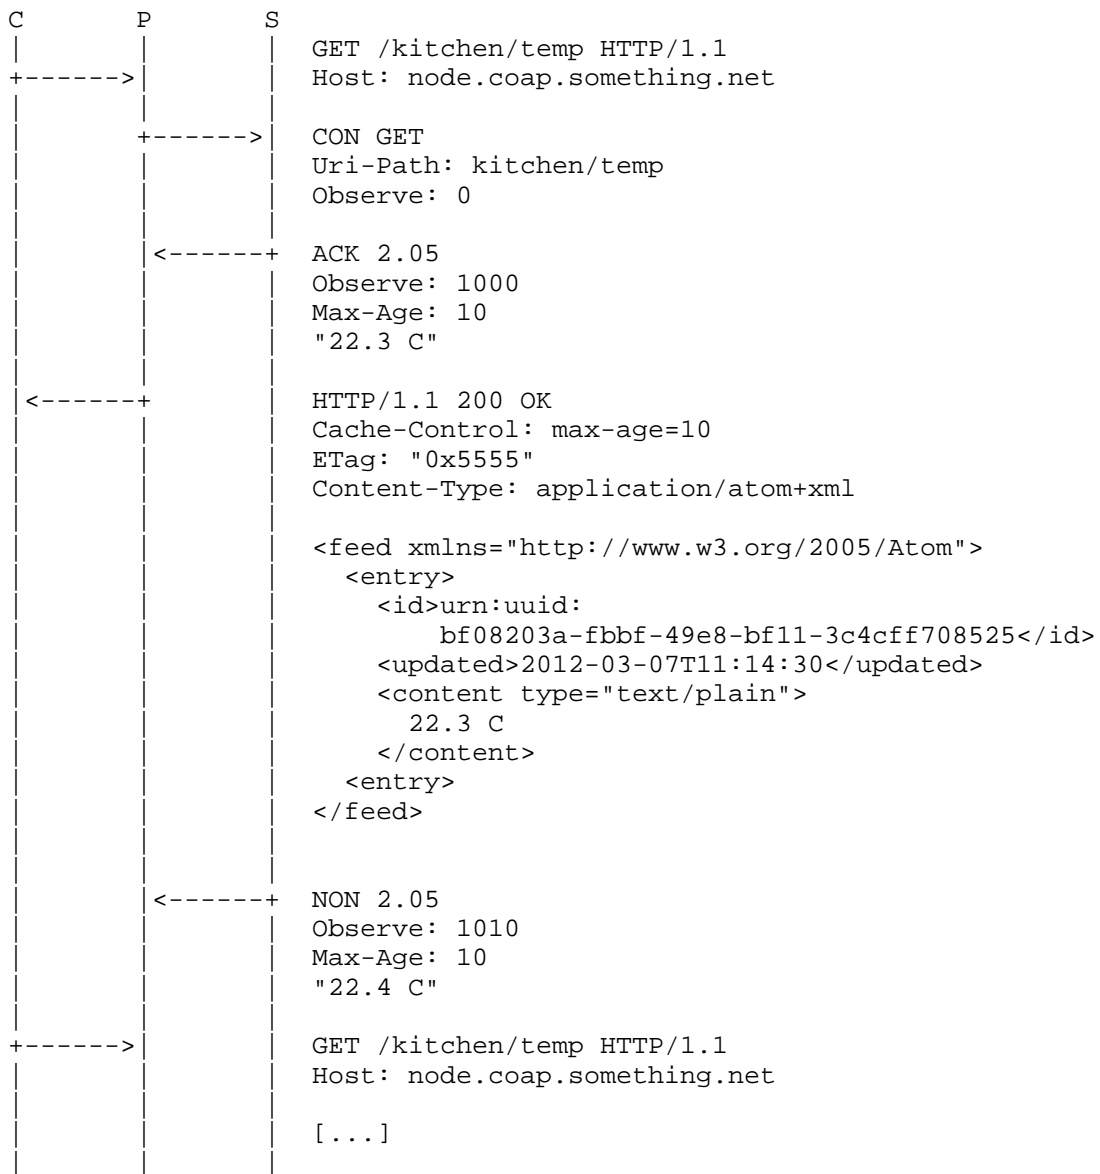 C P S
GET /kitchen/temp HTTP/1.1
+------> Host: node.coap.something.net
+------> CON GET
Uri-Path: kitchen/temp
Observe: 0
<------+ ACK 2.05
Observe: 1000
Max-Age: 10
"22.3 C"
<------+ HTTP/1.1 200 OK
Cache-Control: max-age=10
ETag: "0x5555"
Content-Type: application/atom+xml
<feed xmlns="http://www.w3.org/2005/Atom">
<entry>
<id>urn:uuid:
bf08203a-fbbf-49e8-bf11-3c4cff708525</id>
<updated>2012-03-07T11:14:30</updated>
<content type="text/plain">
22.3 C
</content>
<entry>
</feed>
<------+ NON 2.05
Observe: 1010
Max-Age: 10
"22.4 C"
+------> GET /kitchen/temp HTTP/1.1
Host: node.coap.something.net
[...]